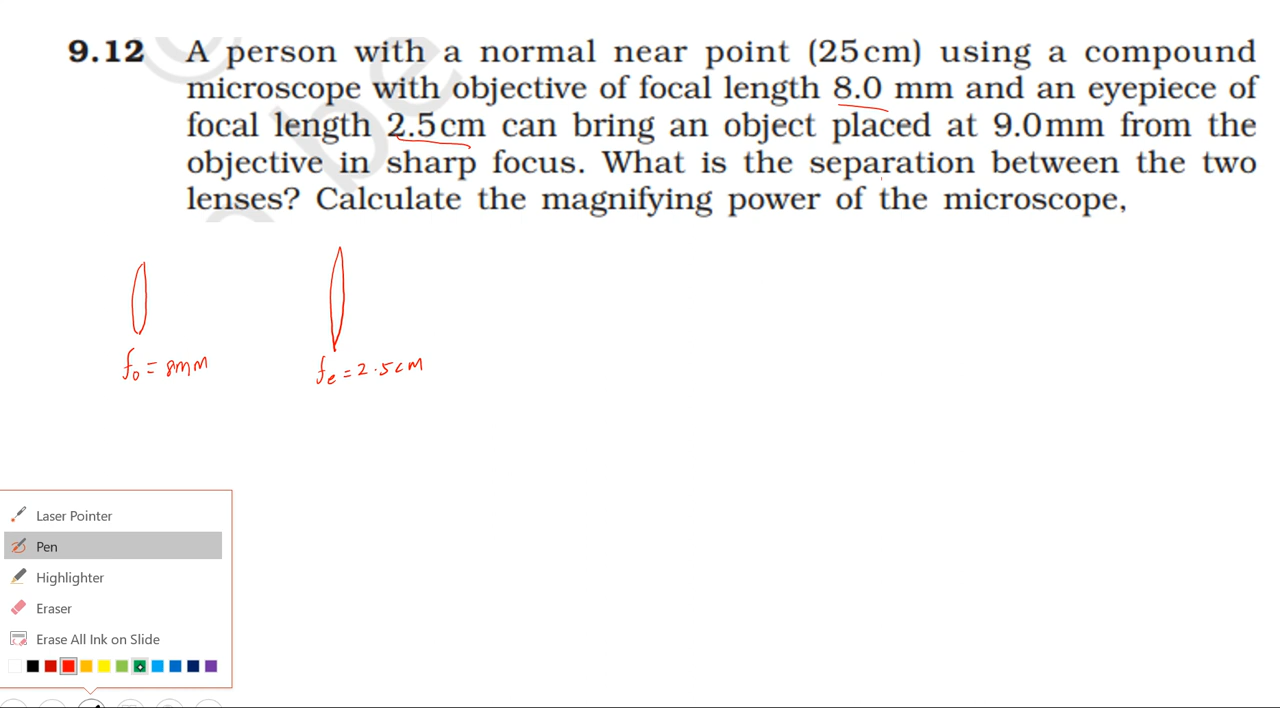 9.12 A person with a normal near point (25cm) using a compound
microscope with objective of focal length 8.0 mm and an eyepiece of
focal length 2.5cm can bring an object placed at 9.0mm from the
objective in sharp focus. What is the separation between the two
lenses? Calculate the magnifying power of the microscope,
fo = 8mm
fe = 2.5cm
Laser Pointer
Pen
Highlighter
Eraser
Erase All Ink on Slide